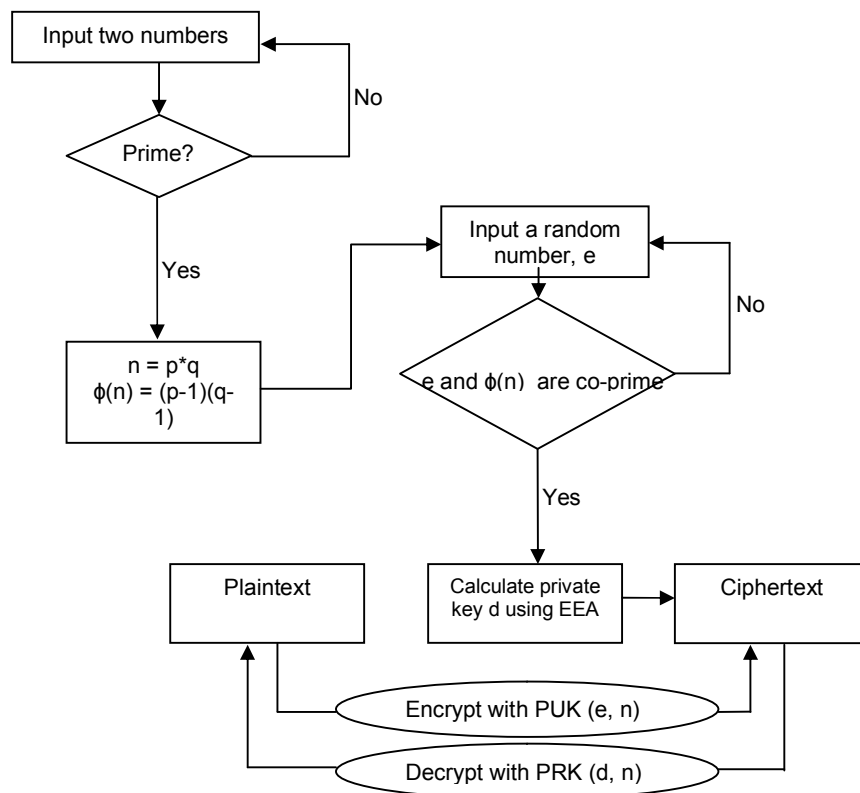 Input two numbers
No
Prime?
Yes
Input a random
number, e
No
n = p*q
ϕ(n) = (p-1)(q-
1)
e and ϕ(n)  are co-prime
Yes
Plaintext
Calculate private
key d using EEA
Ciphertext
Encrypt with PUK (e, n)
Decrypt with PRK (d, n)